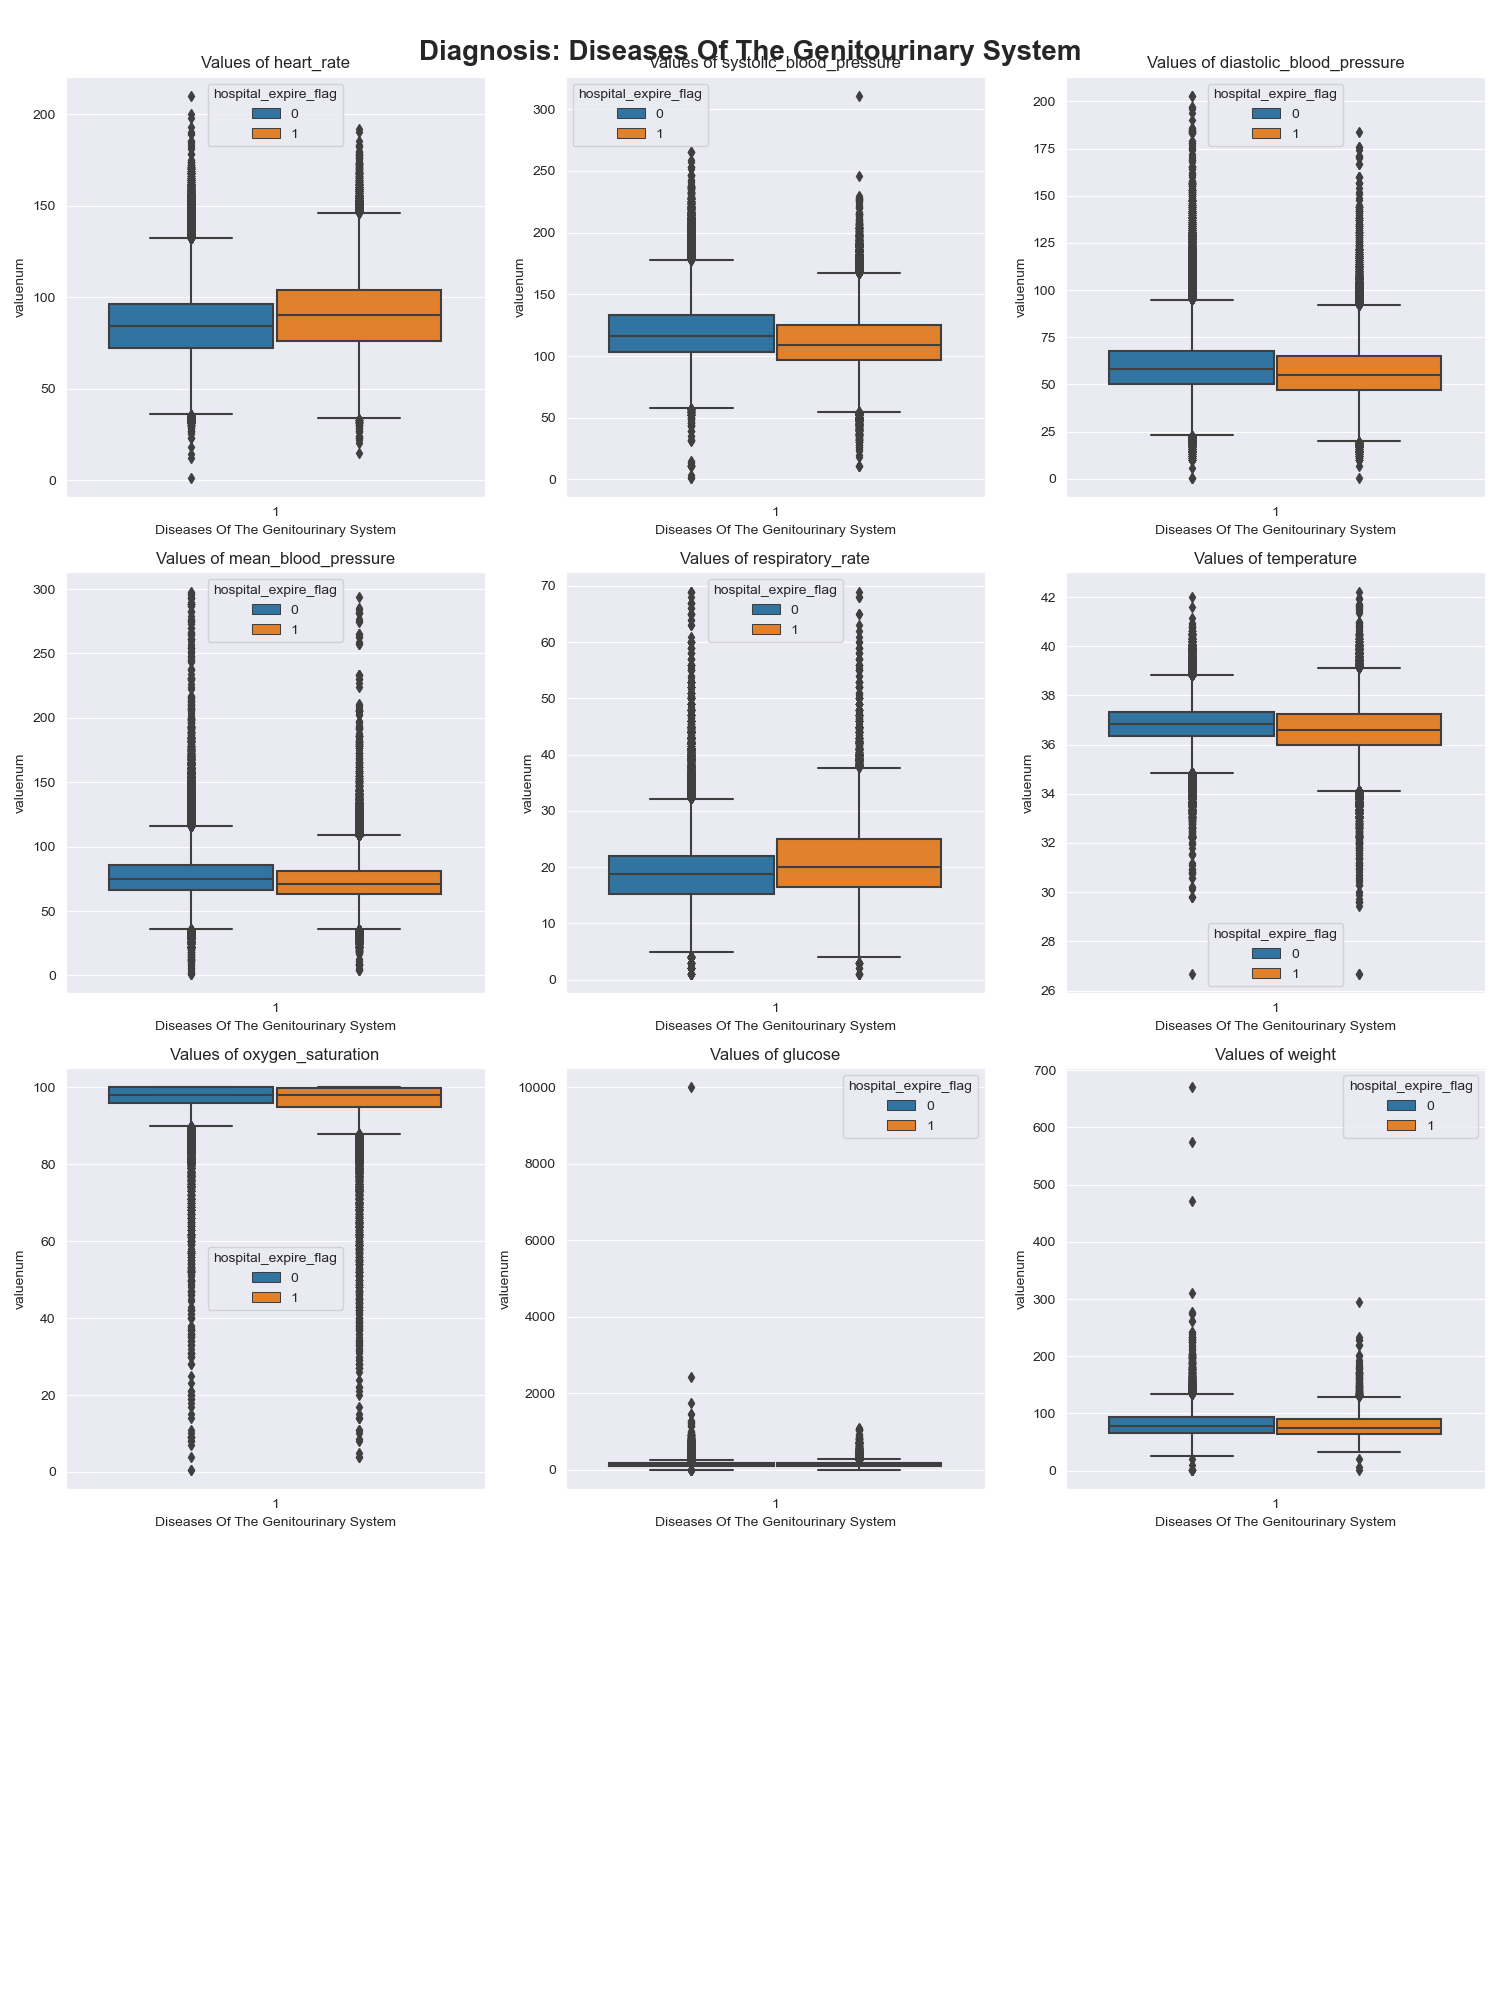 Diagnosis: Diseases Of The Genitourinary System
Values of heart_rate
hospital_expire_flag
0
1
200
150
100
50
0
valuenum
1
Diseases Of The Genitourinary System
Values of systolic_blood_pressure
hospital_expire_flag
0
1
300
250
200
150
100
50
0
valuenum
1
Diseases Of The Genitourinary System
Values of diastolic_blood_pressure
hospital_expire_flag
0
1
200
175
150
125
100
75
50
25
0
valuenum
1
Diseases Of The Genitourinary System
Values of mean_blood_pressure
hospital_expire_flag
0
1
300
250
200
150
100
50
0
valuenum
1
Diseases Of The Genitourinary System
Values of respiratory_rate
hospital_expire_flag
0
1
70
60
50
40
30
20
10
0
valuenum
1
Diseases Of The Genitourinary System
Values of temperature
42
40
38
36
34
32
30
28
26
valuenum
hospital_expire_flag
0
1
1
Diseases Of The Genitourinary System
Values of oxygen_saturation
100
80
60
40
20
0
valuenum
hospital_expire_flag
0
1
1
Diseases Of The Genitourinary System
Values of glucose
hospital_expire_flag
0
1
10000
8000
6000
4000
2000
0
valuenum
1
Diseases Of The Genitourinary System
Values of weight
hospital_expire_flag
0
1
700
600
500
400
300
200
100
0
valuenum
1
Diseases Of The Genitourinary System